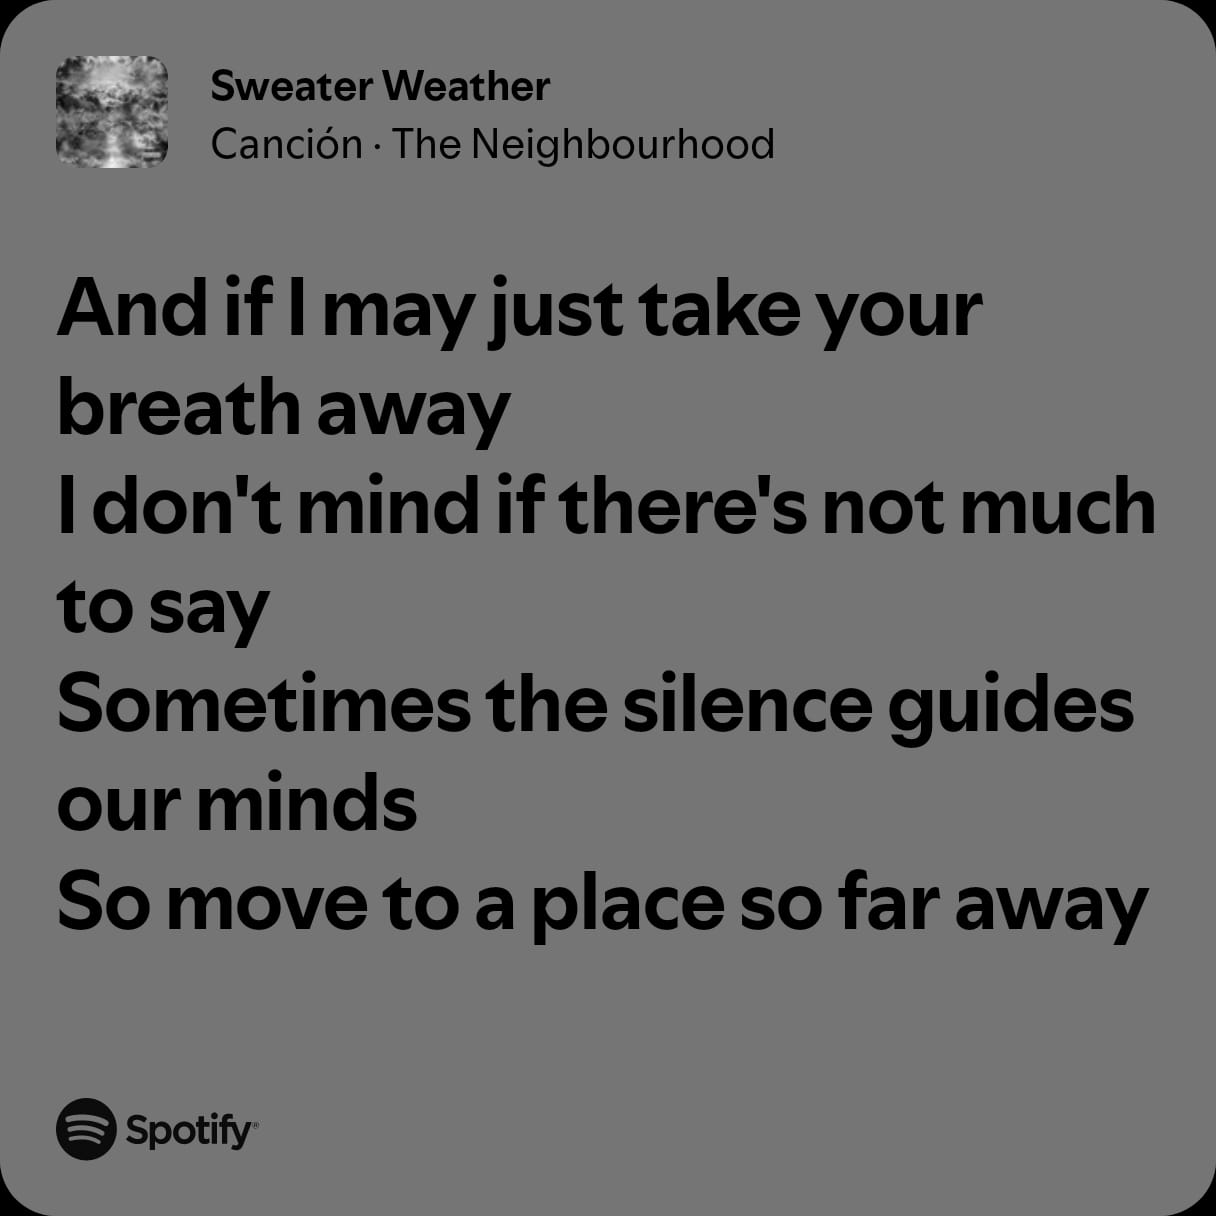 Sweater Weather
Canción · The Neighbourhood
And if I may just take your
breath away
I don't mind if there's not much
to say
Sometimes the silence guides
our minds
So move to a place so far away
Spotify®